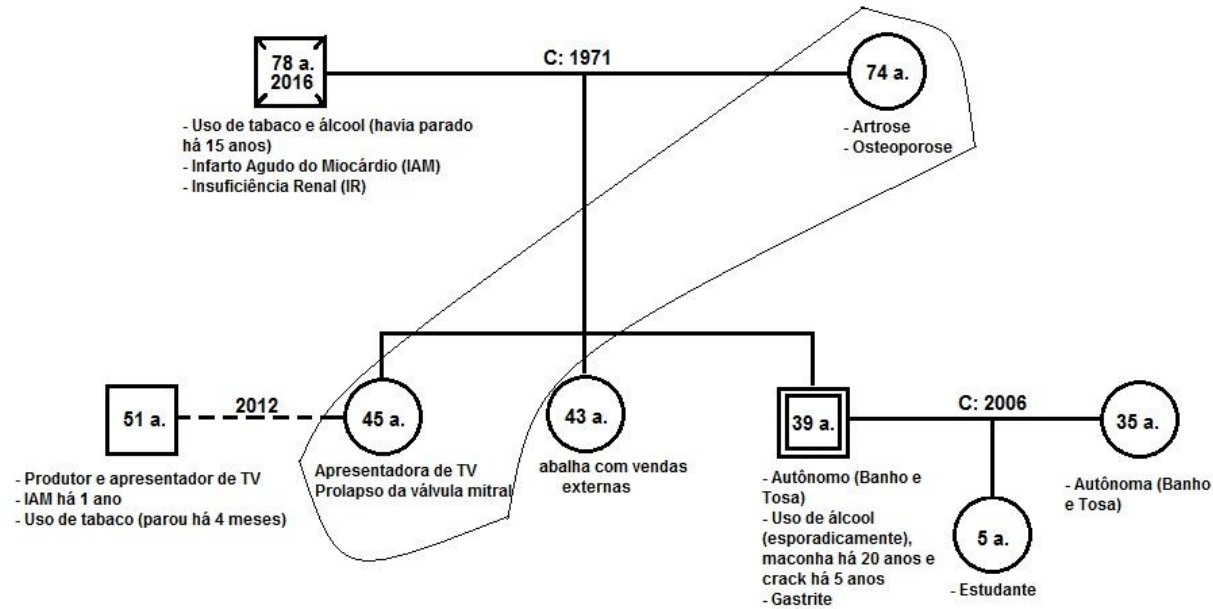 78 a.
2016
C: 1971
74 a.
- Uso de tabaco e álcool (havia parado
há 15 anos)
- Infarto Agudo do Miocárdio (IAM)
- Insuficiência Renal (IR)
- Artrose
- Osteoporose
51 a.
2012
45 a.
43 a.
39 a.
C: 2006
35 a.
- Produtor e apresentador de TV
- IAM há 1 ano
- Uso de tabaco (parou há 4 meses)
Apresentadora de TV
Prolapso da válvula mitral
abalha com vendas
externas
- Autônomo (Banho e
Tosa)
- Uso de álcool
(esporadicamente),
maconha há 20 anos e
crack há 5 anos
- Gastrite
5 a.
- Estudante
- Autônoma (Banho
e Tosa)